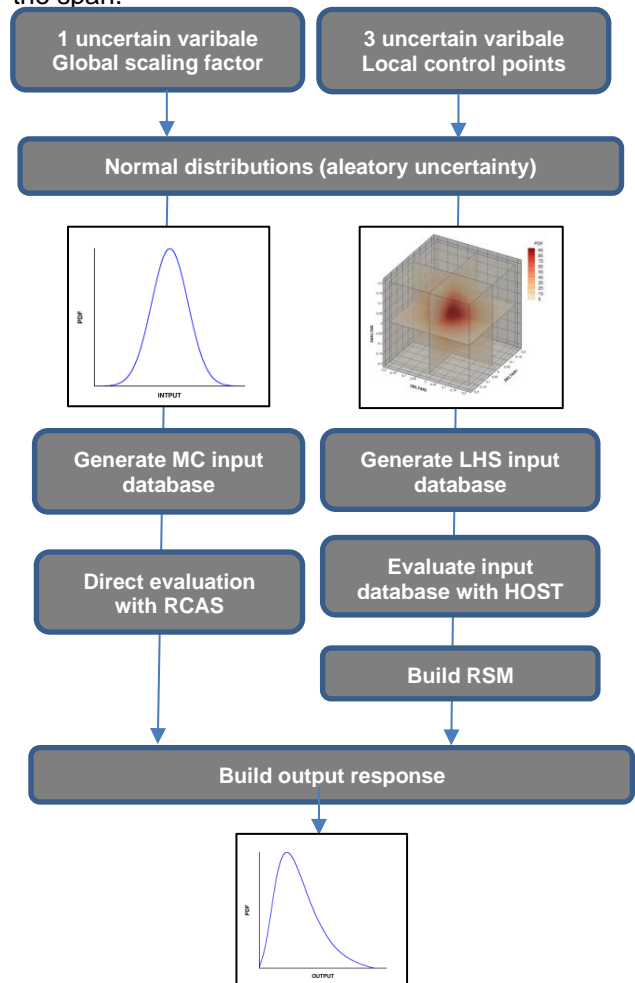 the span.
1 uncertain varibale
Global scaling factor
3 uncertain varibale
Local control points
Normal distributions (aleatory uncertainty)
PDF
INTPUT
PDF
Generate MC input
database
Generate LHS input
database
Direct evaluation
with RCAS
Evaluate input
database with HOST
Build RSM
Build output response
PDF
OUTPUT